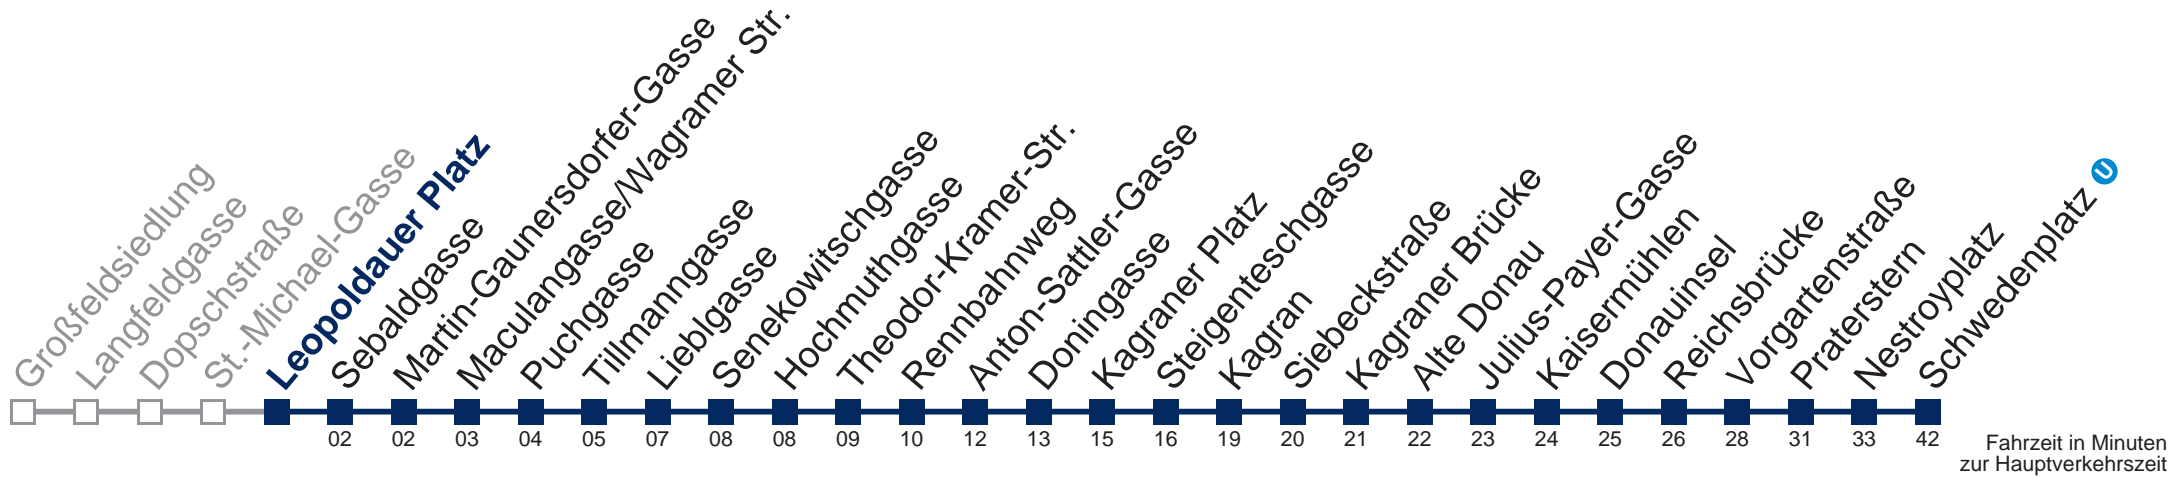 Großfeldsiedlung
Langfeldgasse
Dopschstraße
St.-Michael-Gasse
Leopoldauer Platz
Sebaldgasse
Martin-Gaunersdorfer-Gasse
Maculangasse/Wagramer Str.
Puchgasse
Tillmanngasse
Lieblgasse
Senekowitschgasse
Hochmuthgasse
Theodor-Kramer-Str.
Rennbahnweg
Anton-Sattler-Gasse
Doningasse
Kagraner Platz
Steigenteschgasse
Kagran
Siebeckstraße
Kagraner Brücke
Alte Donau
Julius-Payer-Gasse
Kaisermühlen
Donauinsel
Reichsbrücke
Vorgartenstraße
Praterstern
Nestroyplatz
Schwedenplatz U
02 02 03 04 05 07 08 08 09 10 12 13 15 16 19 20 21 22 23 24 25 26 28 31 33 42
Fahrzeit in Minuten
zur Hauptverkehrszeit